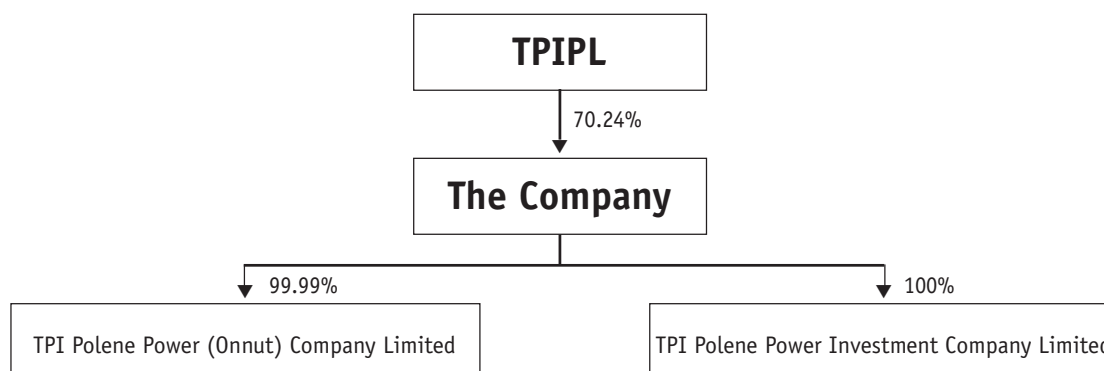 TPIPL
70.24%
The Company
99.99%
100%
TPI Polene Power (Onnut) Company Limited
TPI Polene Power Investment Company Limited